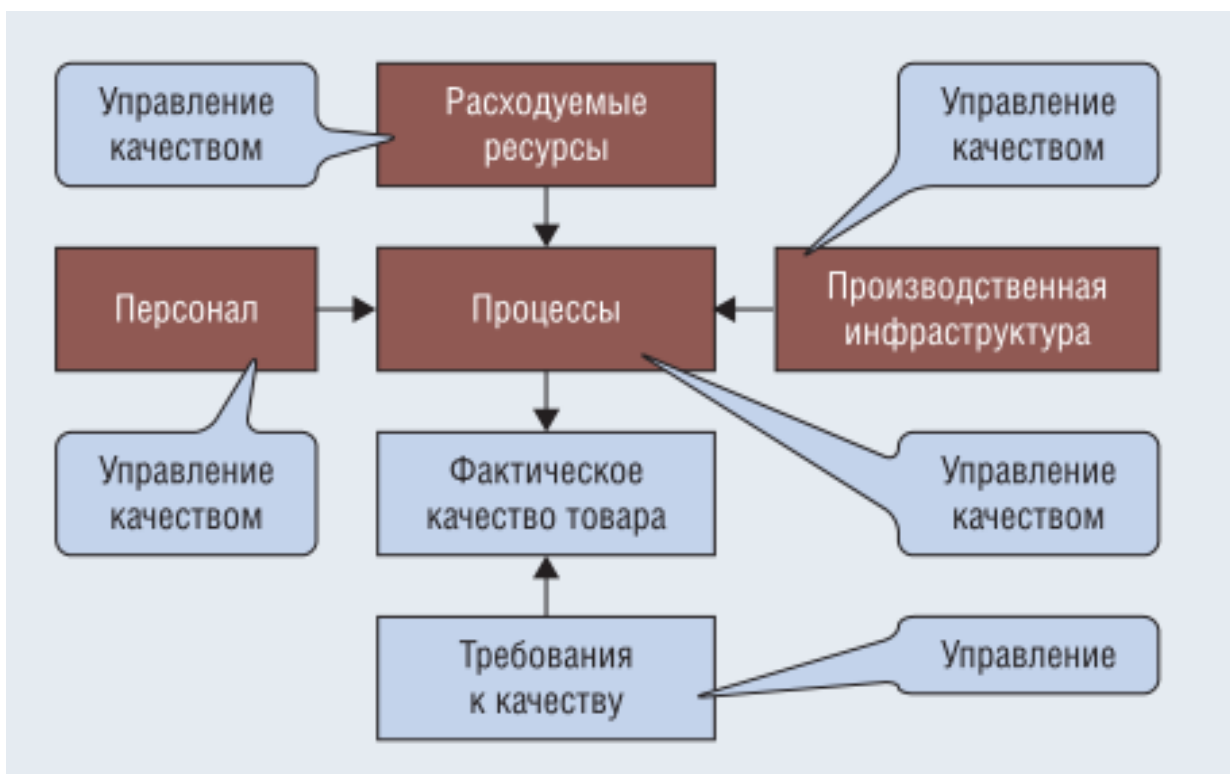 Управление
качеством
Расходуемые
ресурсы
Управление
качеством
Персонал
Процессы
Производственная
инфраструктура
Управление
качеством
Фактическое
качество товара
Управление
качеством
Требования
к качеству
Управление